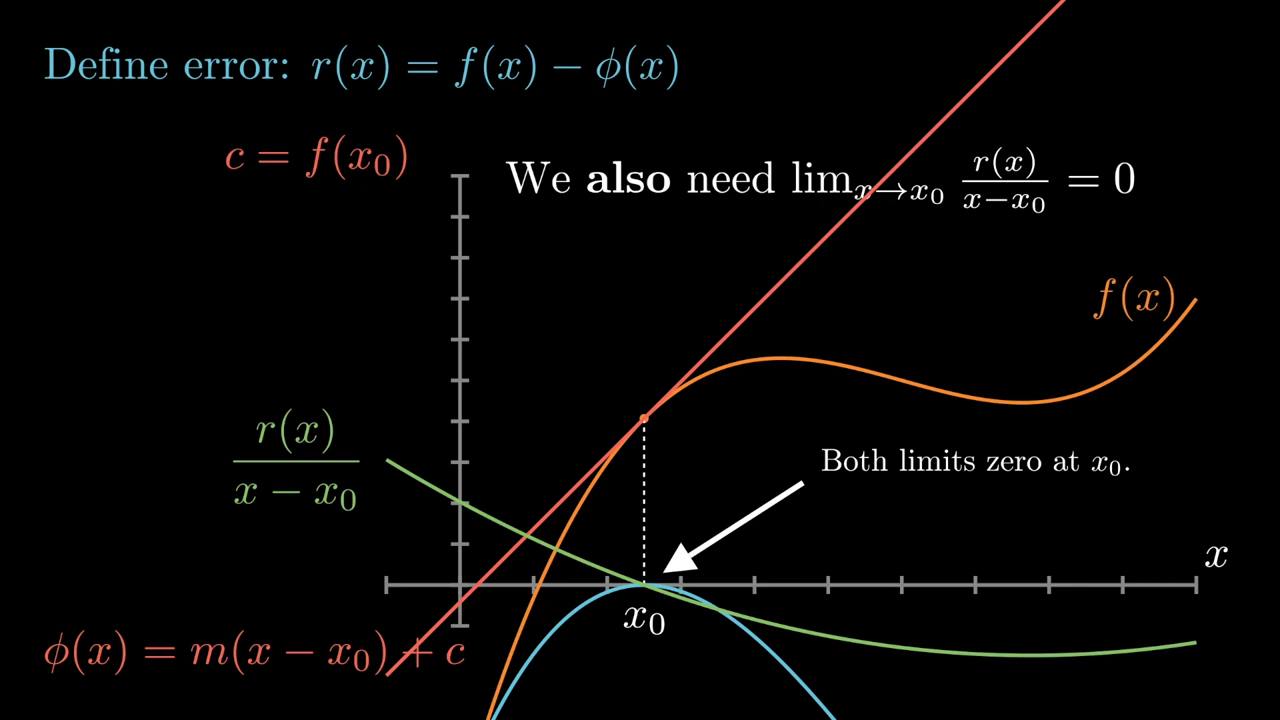 Define error: r(x) = f(x) − ϕ(x)
c = f(x₀)
We also need lim_{x→x₀} r(x)/(x−x₀) = 0
f(x)
r(x)/(x − x₀)
Both limits zero at x₀.
x
x₀
ϕ(x) = m(x − x₀) + c